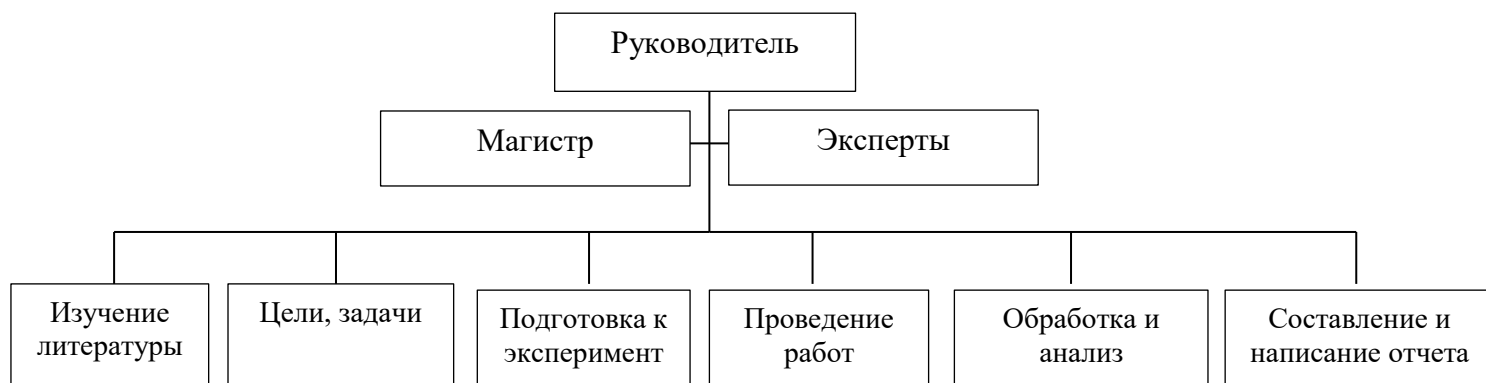 Руководитель
Магистр
Эксперты
Изучение
литературы
Цели, задачи
Подготовка к
эксперимент
Проведение
работ
Обработка и
анализ
Составление и
написание отчета